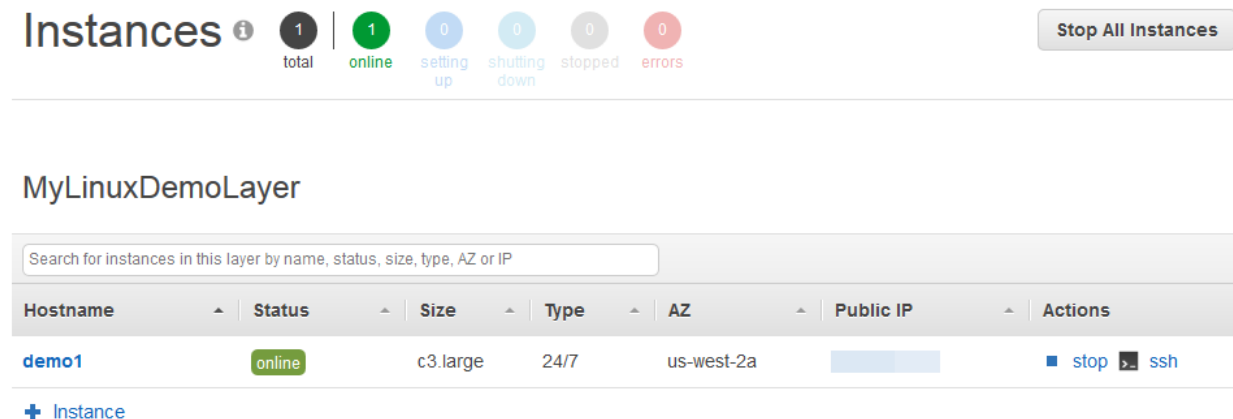 Instances
1 1 0 0 0 0
total online setting up shutting down stopped errors
Stop All Instances
MyLinuxDemoLayer
Search for instances in this layer by name, status, size, type, AZ or IP
Hostname Status Size Type AZ Public IP Actions
demo1 online c3.large 24/7 us-west-2a stop ssh
Instance